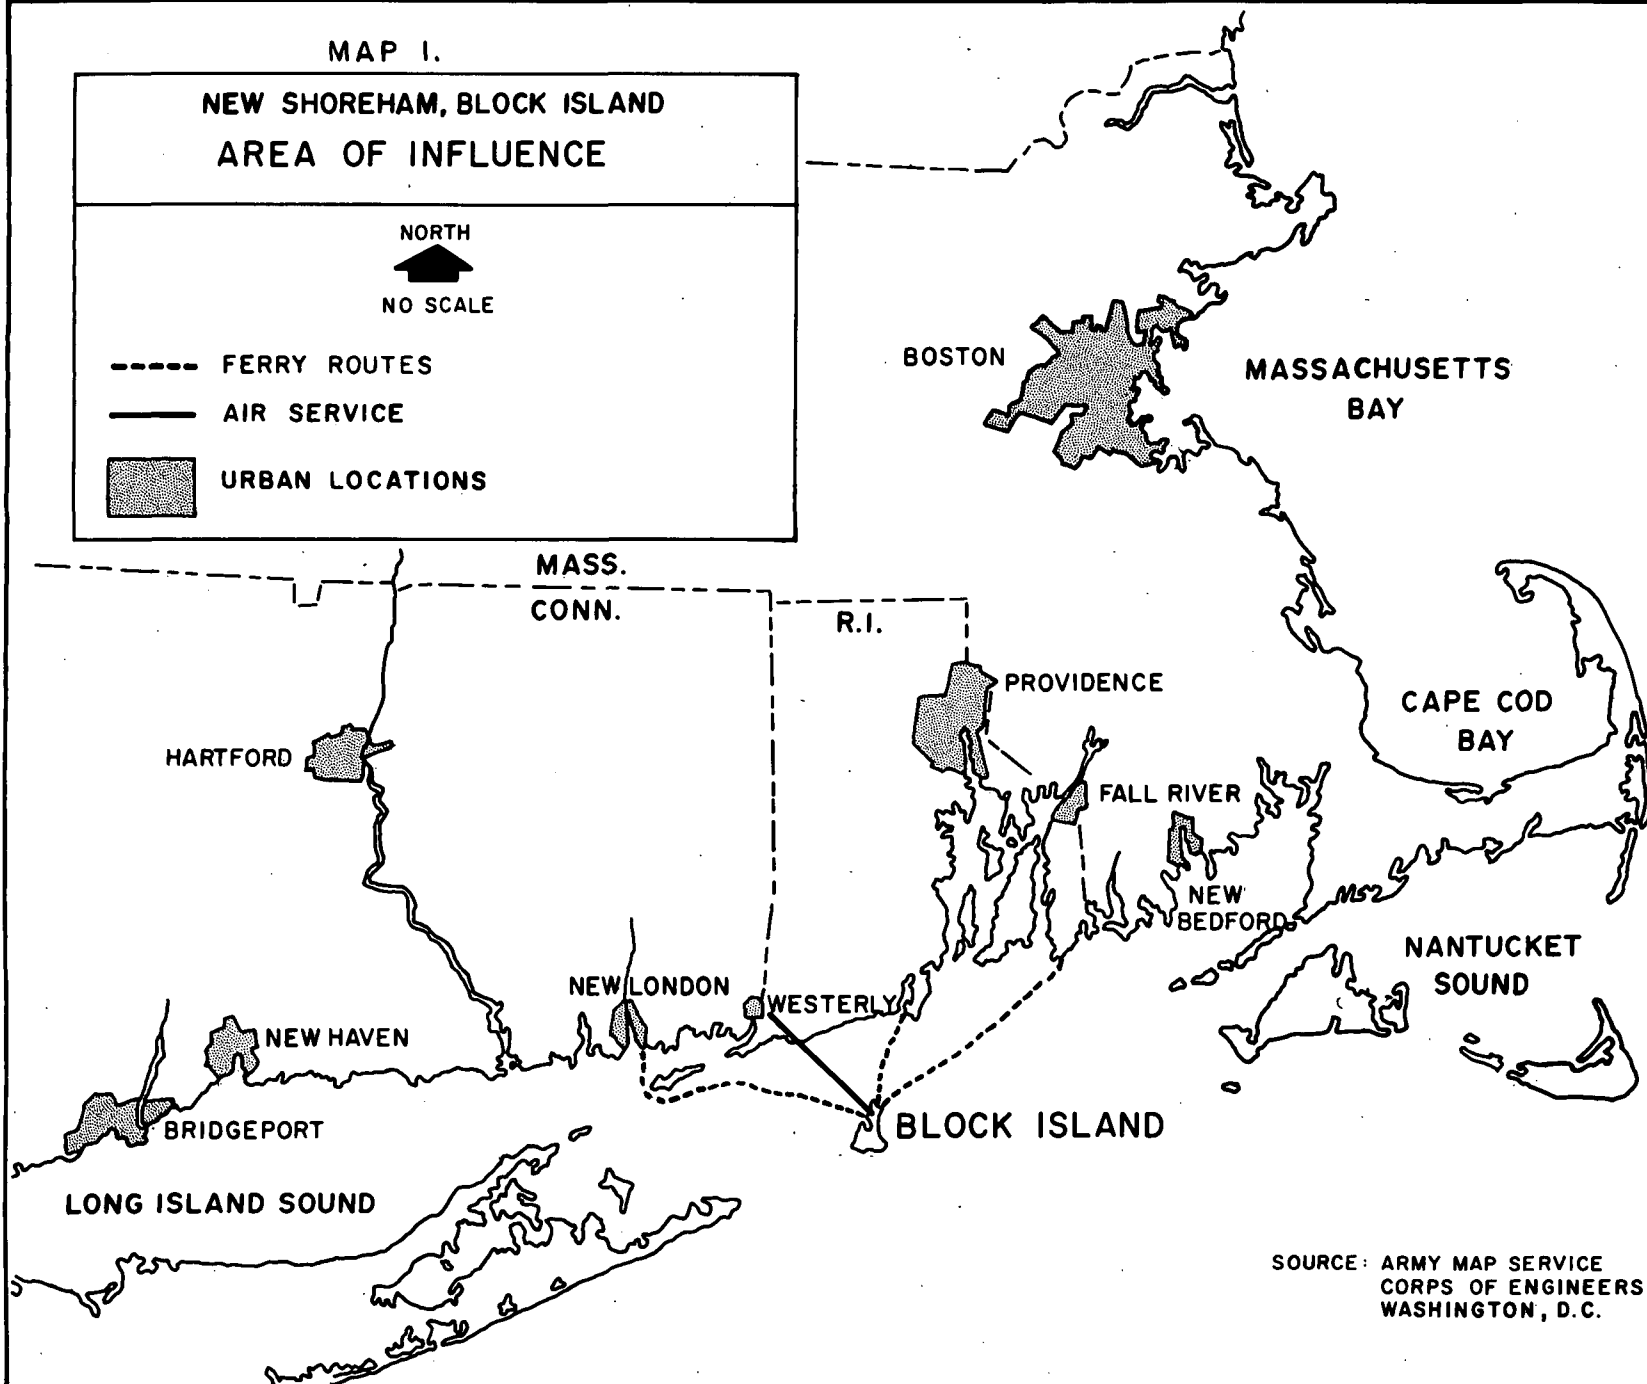 MAP I.
NEW SHOREHAM, BLOCK ISLAND
AREA OF INFLUENCE
NORTH
NO SCALE
FERRY ROUTES
AIR SERVICE
URBAN LOCATIONS
BOSTON
MASSACHUSETTS
BAY
MASS.
CONN.
R.I.
PROVIDENCE
CAPE COD
BAY
HARTFORD
FALL RIVER
NEW
BEDFORD
NANTUCKET
SOUND
NEW LONDON
WESTERLY
NEW HAVEN
BRIDGEPORT
BLOCK ISLAND
LONG ISLAND SOUND
SOURCE: ARMY MAP SERVICE
CORPS OF ENGINEERS
WASHINGTON, D.C.